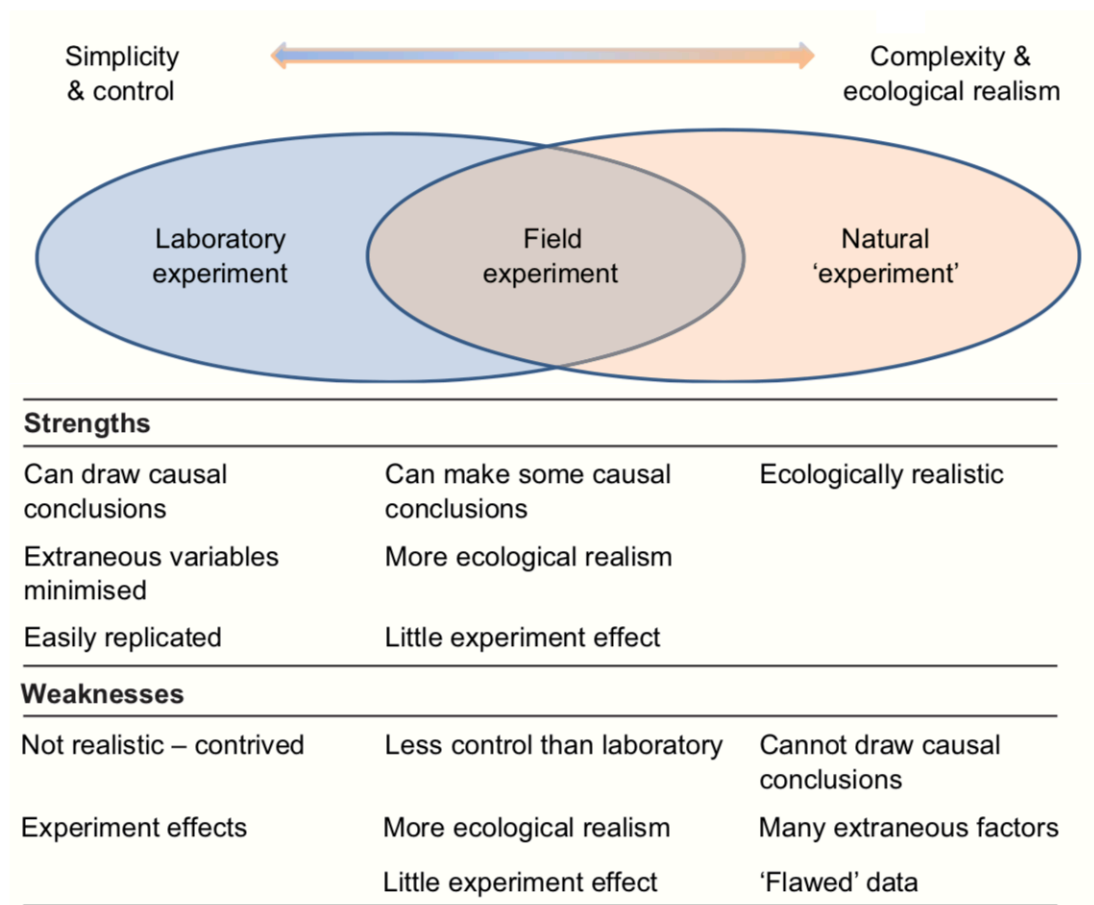 Simplicity
& control
Complexity &
ecological realism
Laboratory
experiment
Field
experiment
Natural
‘experiment’
Strengths
Can draw causal
conclusions
Can make some causal
conclusions
Ecologically realistic
Extraneous variables
minimised
More ecological realism
Easily replicated
Little experiment effect
Weaknesses
Not realistic – contrived
Less control than laboratory
Cannot draw causal
conclusions
Experiment effects
More ecological realism
Many extraneous factors
Little experiment effect
‘Flawed’ data